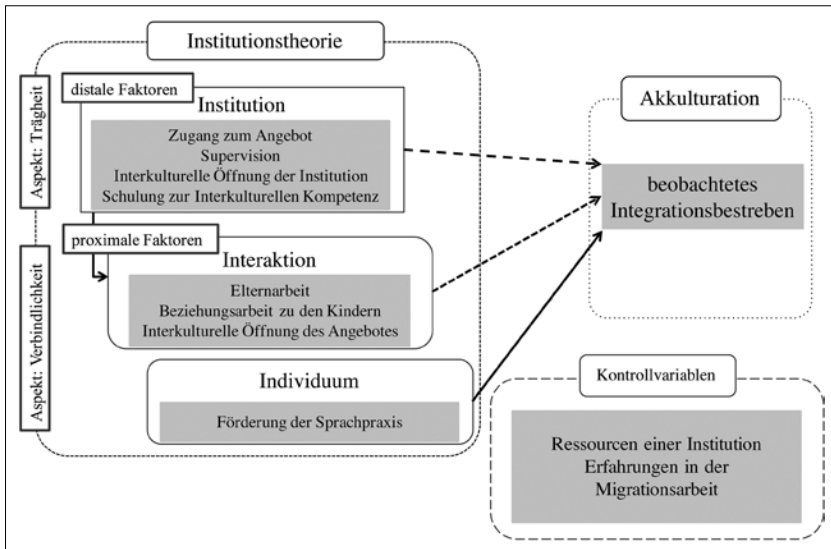 Institutionstheorie
Aspekt: Trägheit
distale Faktoren
Institution
Zugang zum Angebot
Supervision
Interkulturelle Öffnung der Institution
Schulung zur Interkulturellen Kompetenz
Aspekt: Verbindlichkeit
proximale Faktoren
Interaktion
Elternarbeit
Beziehungsarbeit zu den Kindern
Interkulturelle Öffnung des Angebotes
Individuum
Förderung der Sprachpraxis
Akkulturation
beobachtetes
Integrationsbestreben
Kontrollvariablen
Ressourcen einer Institution
Erfahrungen in der
Migrationsarbeit